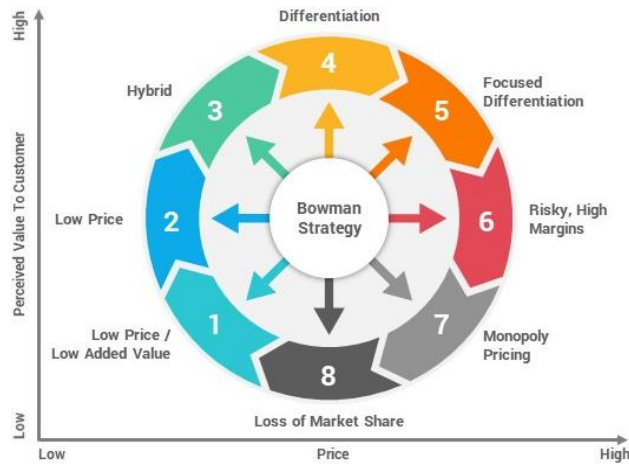 Differentiation
High
4
Hybrid
3
5
Focused
Differentiation
Perceived Value To Customer
Low Price
2
Bowman
Strategy
6
Risky, High
Margins
Low Price /
Low Added Value
1
7
Monopoly
Pricing
8
Loss of Market Share
Low
Low
Price
High